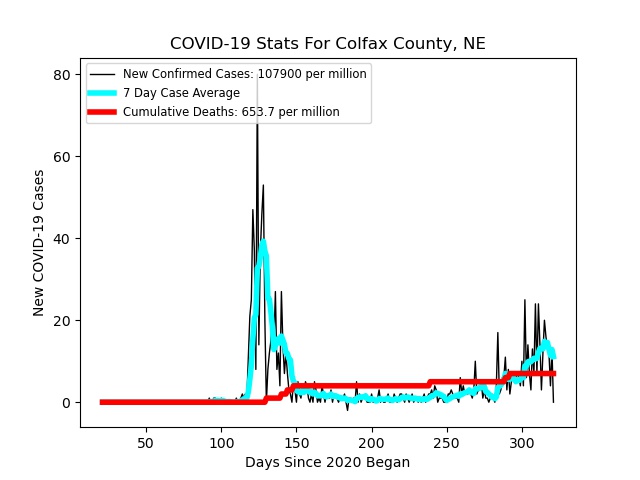 COVID-19 Stats For Colfax County, NE
New Confirmed Cases: 107900 per million
7 Day Case Average
Cumulative Deaths: 653.7 per million
New COVID-19 Cases
80
60
40
20
0
50 100 150 200 250 300
Days Since 2020 Began